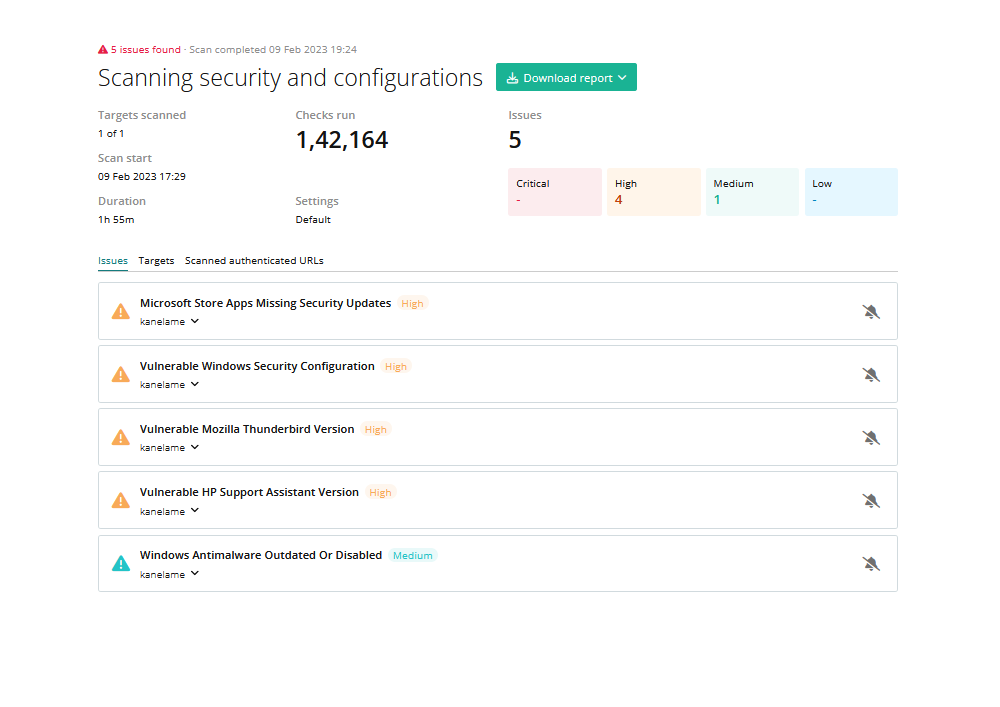 5 issues found · Scan completed 09 Feb 2023 19:24
Scanning security and configurations
Download report
Targets scanned
1 of 1
Scan start
09 Feb 2023 17:29
Duration
1h 55m
Checks run
1,42,164
Settings
Default
Issues
5
Critical
-
High
4
Medium
1
Low
-
Issues Targets Scanned authenticated URLs
Microsoft Store Apps Missing Security Updates High
kanelame
Vulnerable Windows Security Configuration High
kanelame
Vulnerable Mozilla Thunderbird Version High
kanelame
Vulnerable HP Support Assistant Version High
kanelame
Windows Antimalware Outdated Or Disabled Medium
kanelame